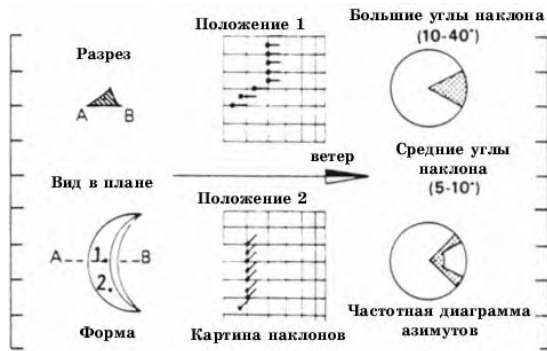 Разрез
A B
Вид в плане
A 1. B
2.
Форма
Положение 1
ветер
Положение 2
Картина наклонов
Большие углы наклона
(10-40°)
Средние углы
наклона
(5-10°)
Частотная диаграмма
азимутов